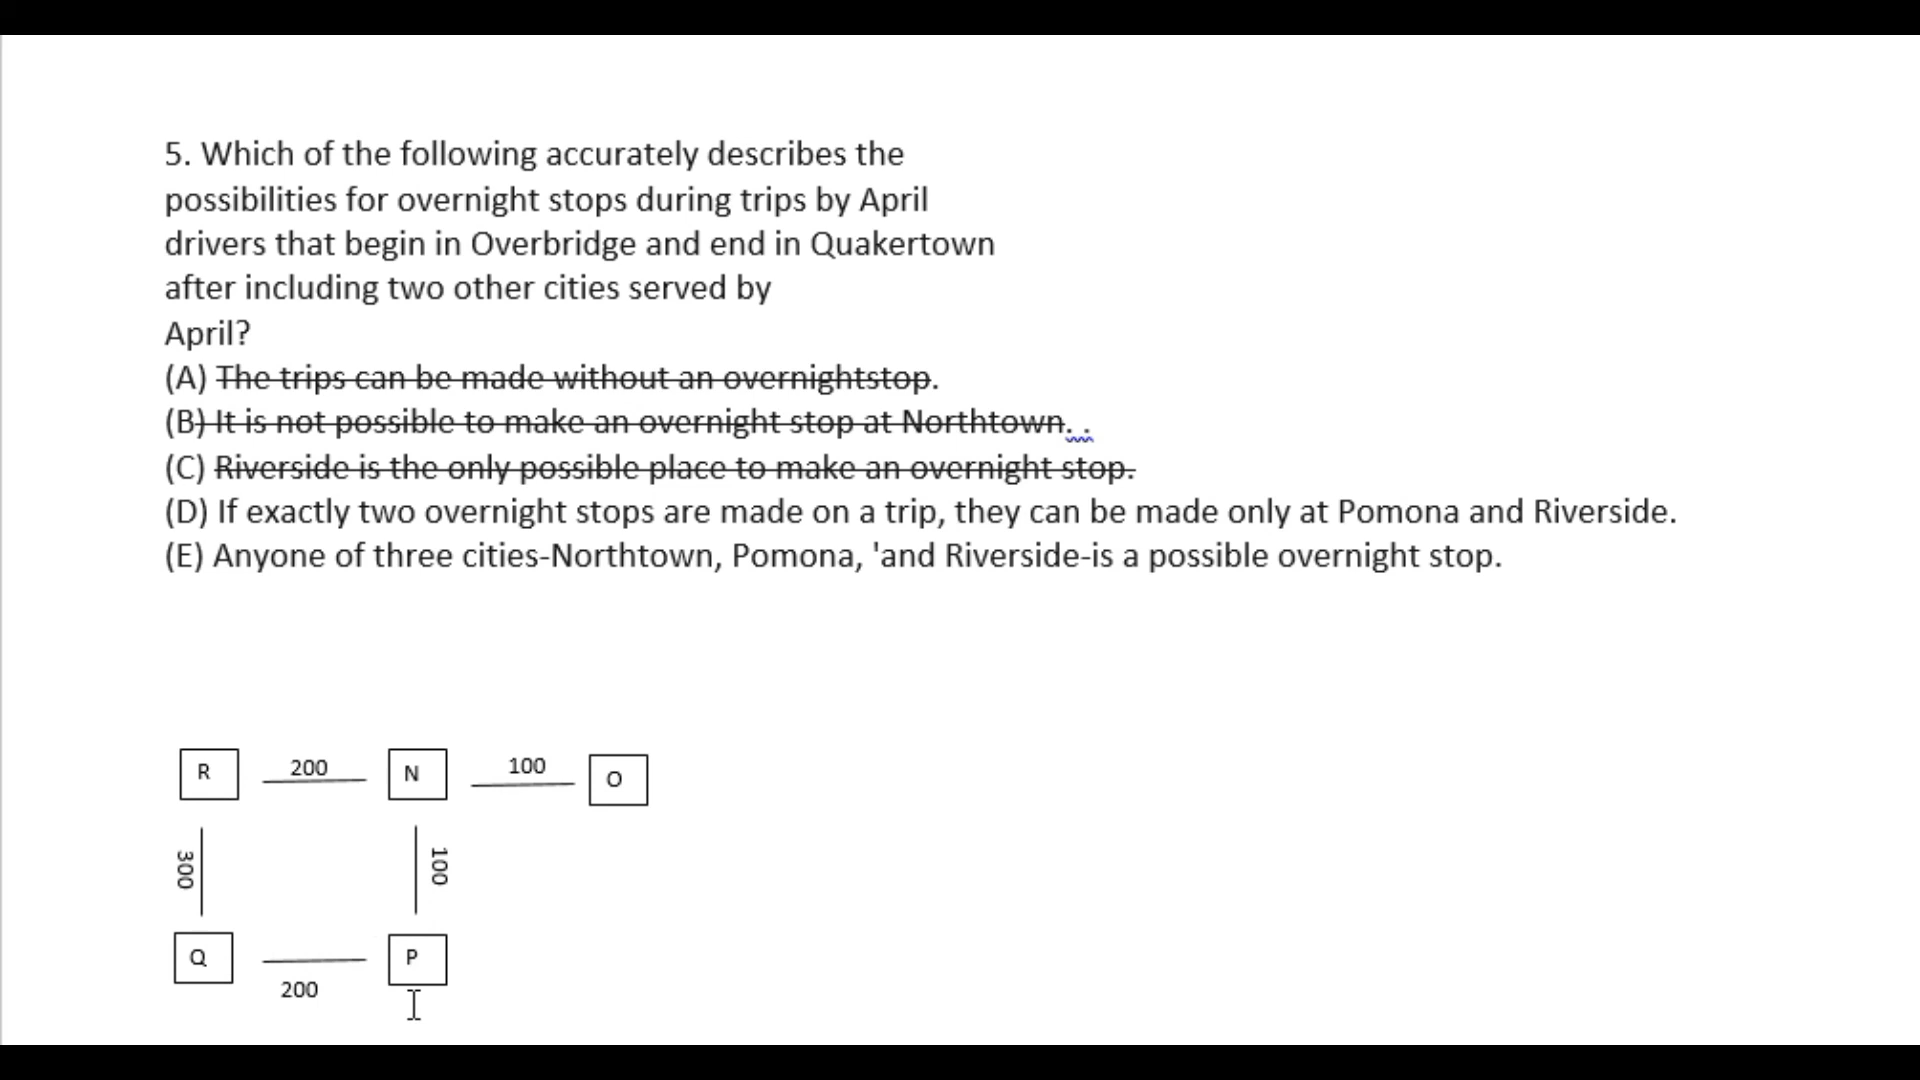 5. Which of the following accurately describes the
possibilities for overnight stops during trips by April
drivers that begin in Overbridge and end in Quakertown
after including two other cities served by
April?
(A) The trips can be made without an overnightstop.
(B) It is not possible to make an overnight stop at Northtown. .
(C) Riverside is the only possible place to make an overnight stop.
(D) If exactly two overnight stops are made on a trip, they can be made only at Pomona and Riverside.
(E) Anyone of three cities-Northtown, Pomona, 'and Riverside-is a possible overnight stop.
R 200 N 100 O
300 100
Q P
200